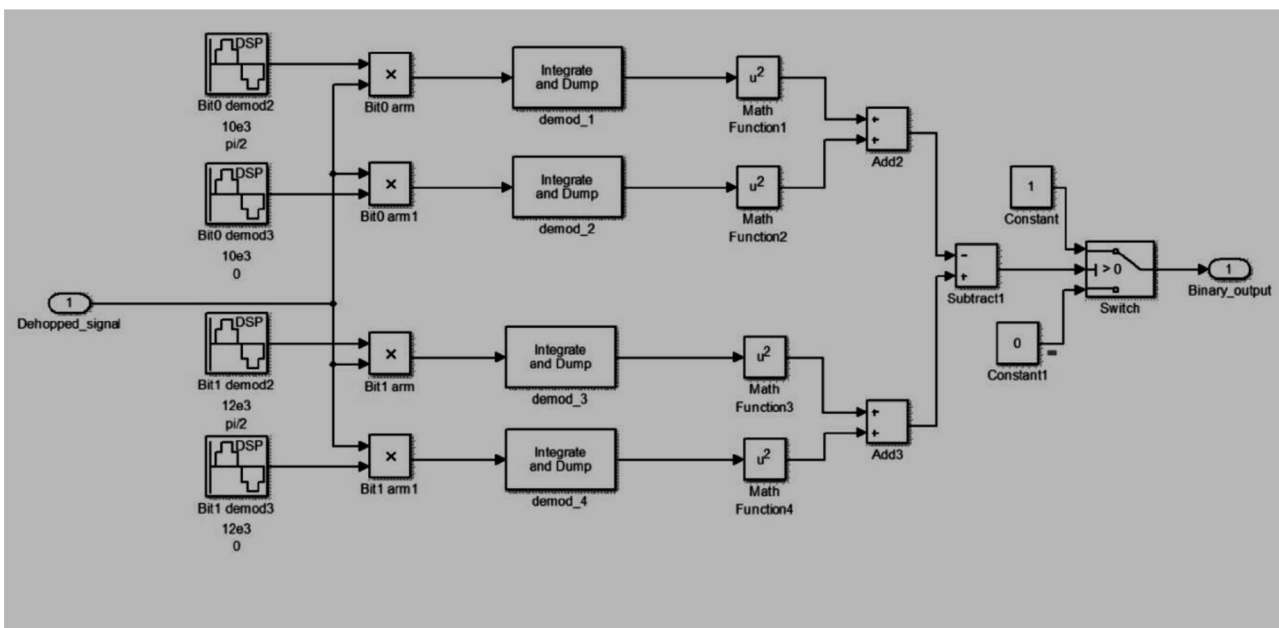 DSP
Bit0 demod2
10e3
pi/2
×
Bit0 arm
Integrate
and Dump
demod_1
u²
Math
Function1
DSP
Bit0 demod3
10e3
0
×
Bit0 arm1
Integrate
and Dump
demod_2
u²
Math
Function2
+
+
Add2
1
Dehopped_signal
DSP
Bit1 demod2
12e3
pi/2
×
Bit1 arm
Integrate
and Dump
demod_3
u²
Math
Function3
DSP
Bit1 demod3
12e3
0
×
Bit1 arm1
Integrate
and Dump
demod_4
u²
Math
Function4
+
+
Add3
−
+
Subtract1
1
Constant
0
Constant1
> 0
Switch
1
Binary_output